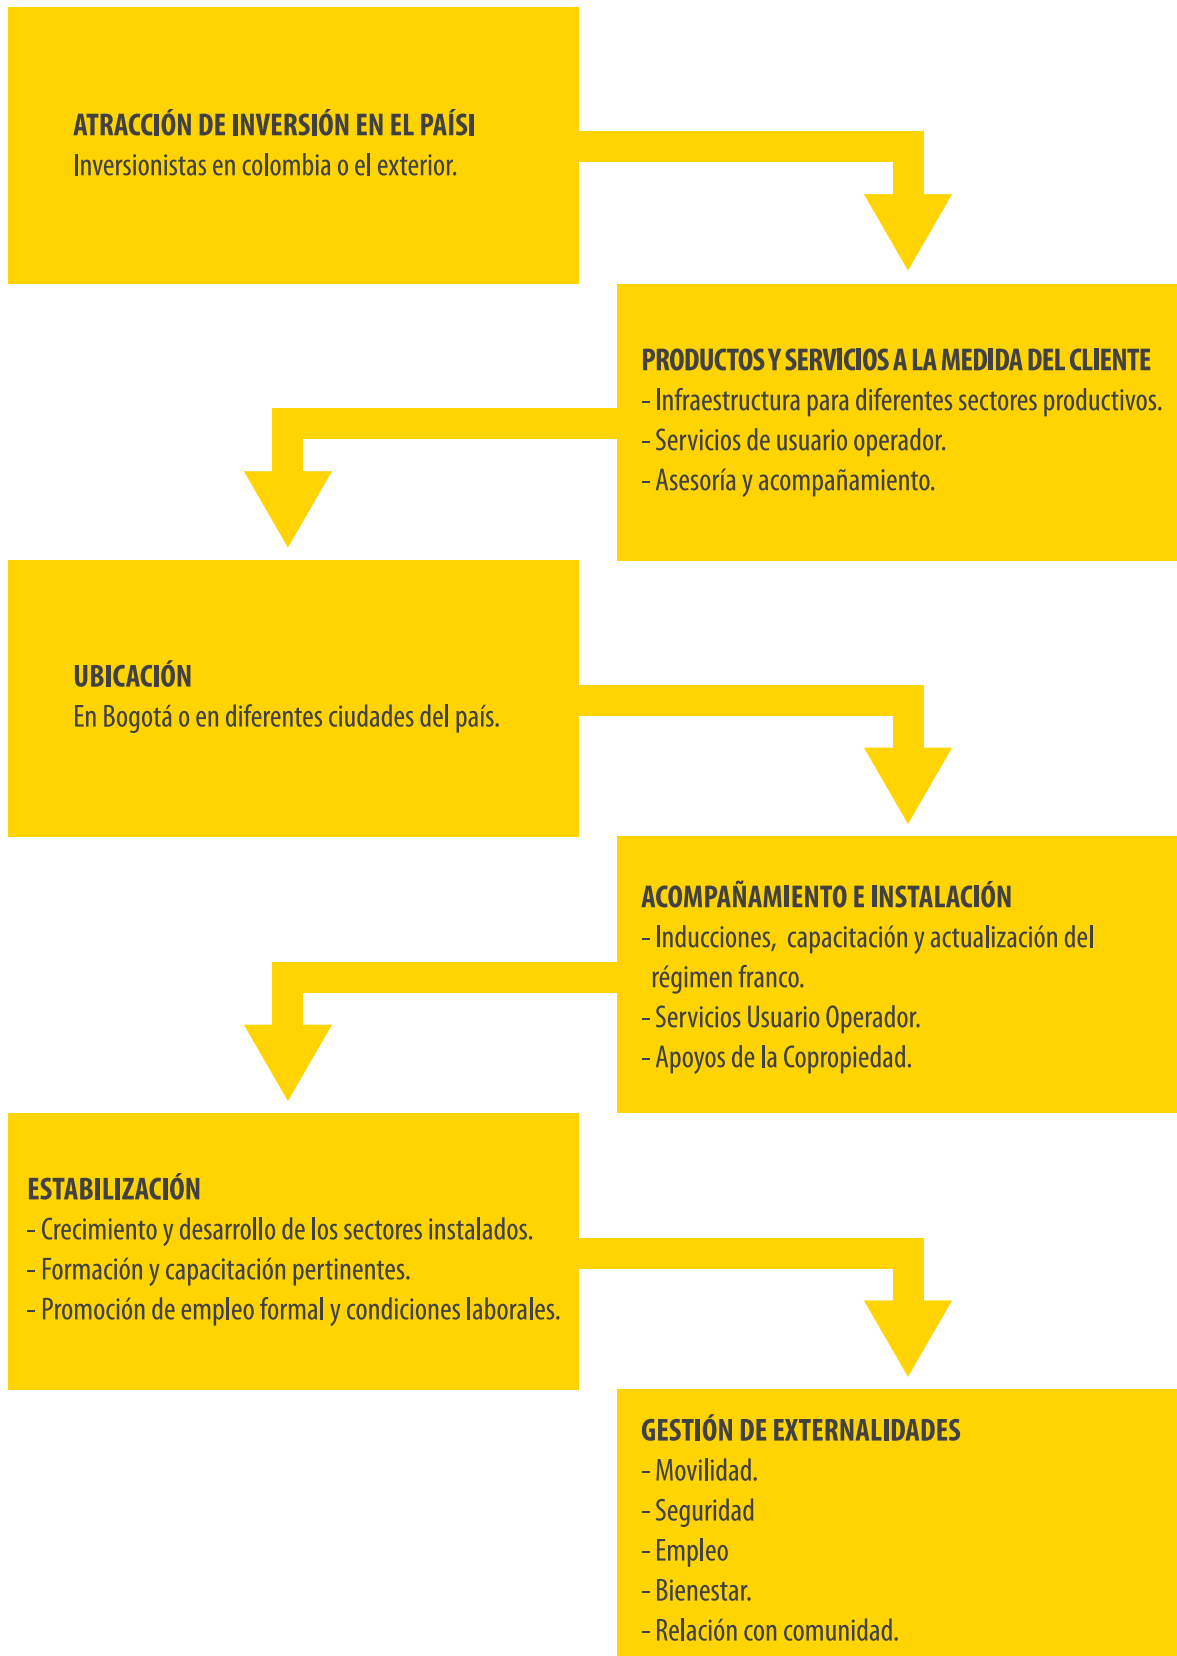 ATRACCIÓN DE INVERSIÓN EN EL PAÍSI
Inversionistas en colombia o el exterior.
PRODUCTOS Y SERVICIOS A LA MEDIDA DEL CLIENTE
- Infraestructura para diferentes sectores productivos.
- Servicios de usuario operador.
- Asesoría y acompañamiento.
UBICACIÓN
En Bogotá o en diferentes ciudades del país.
ACOMPAÑAMIENTO E INSTALACIÓN
- Inducciones, capacitación y actualización del
régimen franco.
- Servicios Usuario Operador.
- Apoyos de la Copropiedad.
ESTABILIZACIÓN
- Crecimiento y desarrollo de los sectores instalados.
- Formación y capacitación pertinentes.
- Promoción de empleo formal y condiciones laborales.
GESTIÓN DE EXTERNALIDADES
- Movilidad.
- Seguridad
- Empleo
- Bienestar.
- Relación con comunidad.